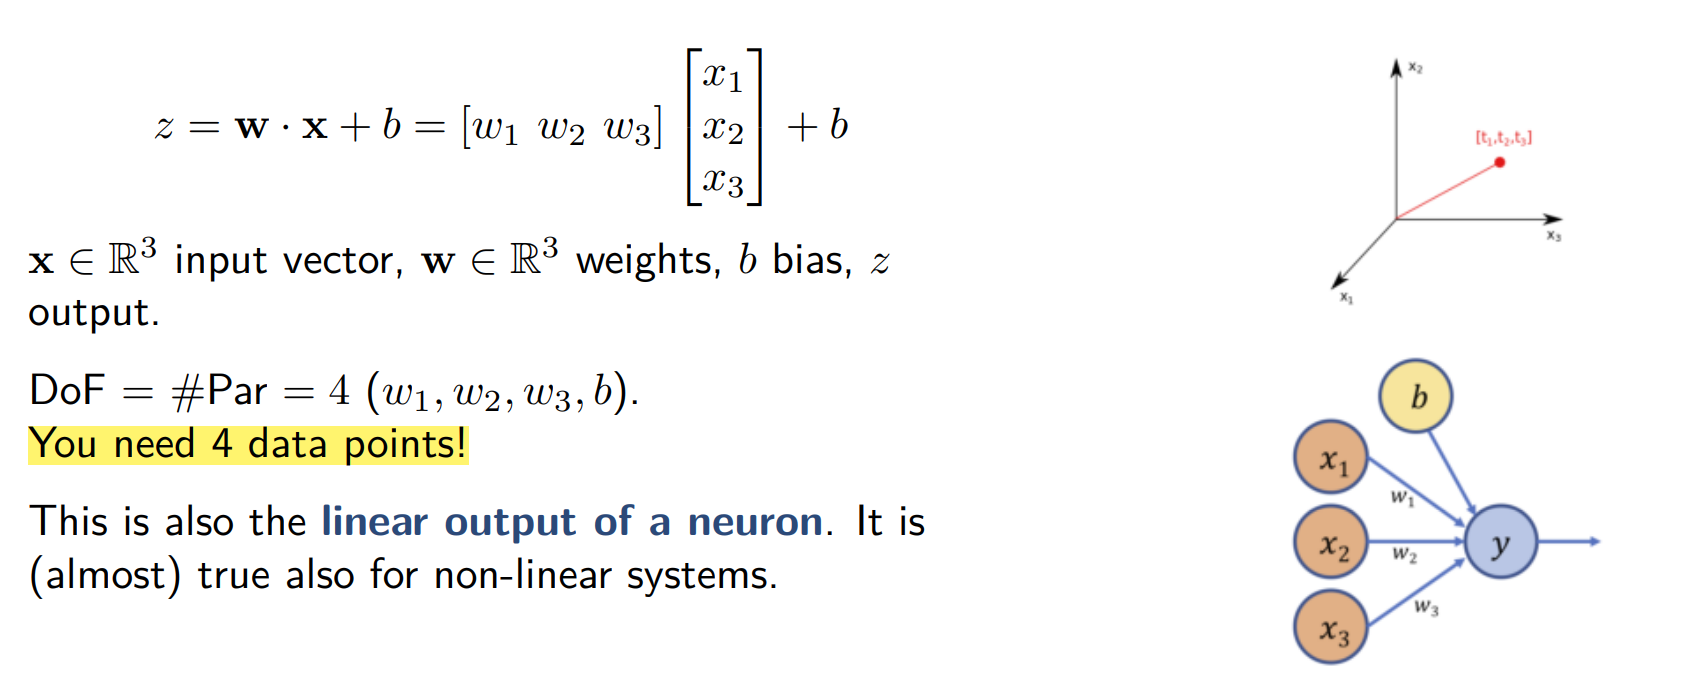 z = w · x + b = [w₁ w₂ w₃] [x₁ x₂ x₃] + b
x ∈ ℝ³ input vector, w ∈ ℝ³ weights, b bias, z
output.
DoF = #Par = 4 (w₁, w₂, w₃, b).
You need 4 data points!
This is also the linear output of a neuron. It is
(almost) true also for non-linear systems.
x₂
[t₁,t₂,t₃]
x₃
x₁
b
x₁
w₁
x₂
w₂
y
w₃
x₃